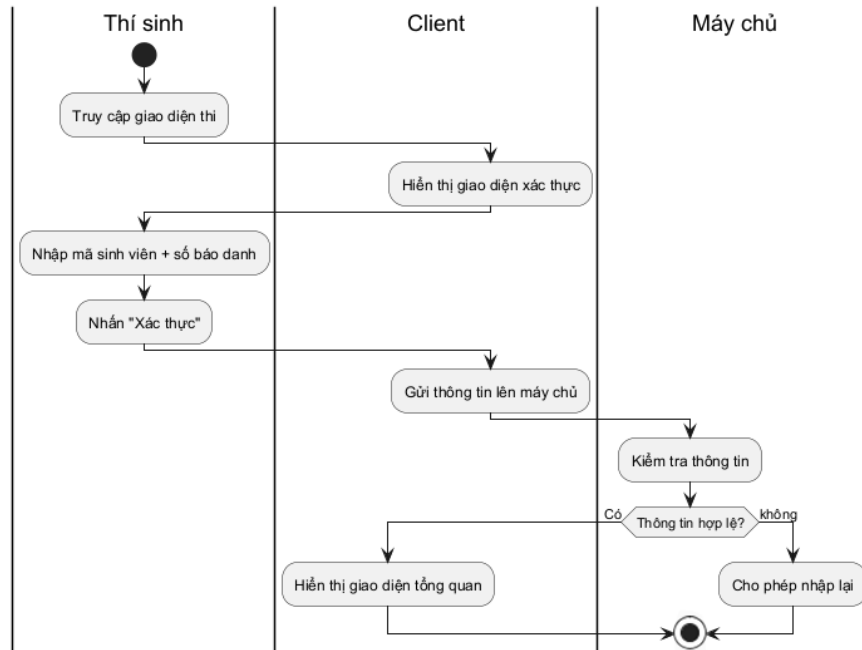 Thí sinh
Client
Máy chủ
Truy cập giao diện thi
Hiển thị giao diện xác thực
Nhập mã sinh viên + số báo danh
Nhấn "Xác thực"
Gửi thông tin lên máy chủ
Kiểm tra thông tin
Có
Thông tin hợp lệ?
không
Hiển thị giao diện tổng quan
Cho phép nhập lại